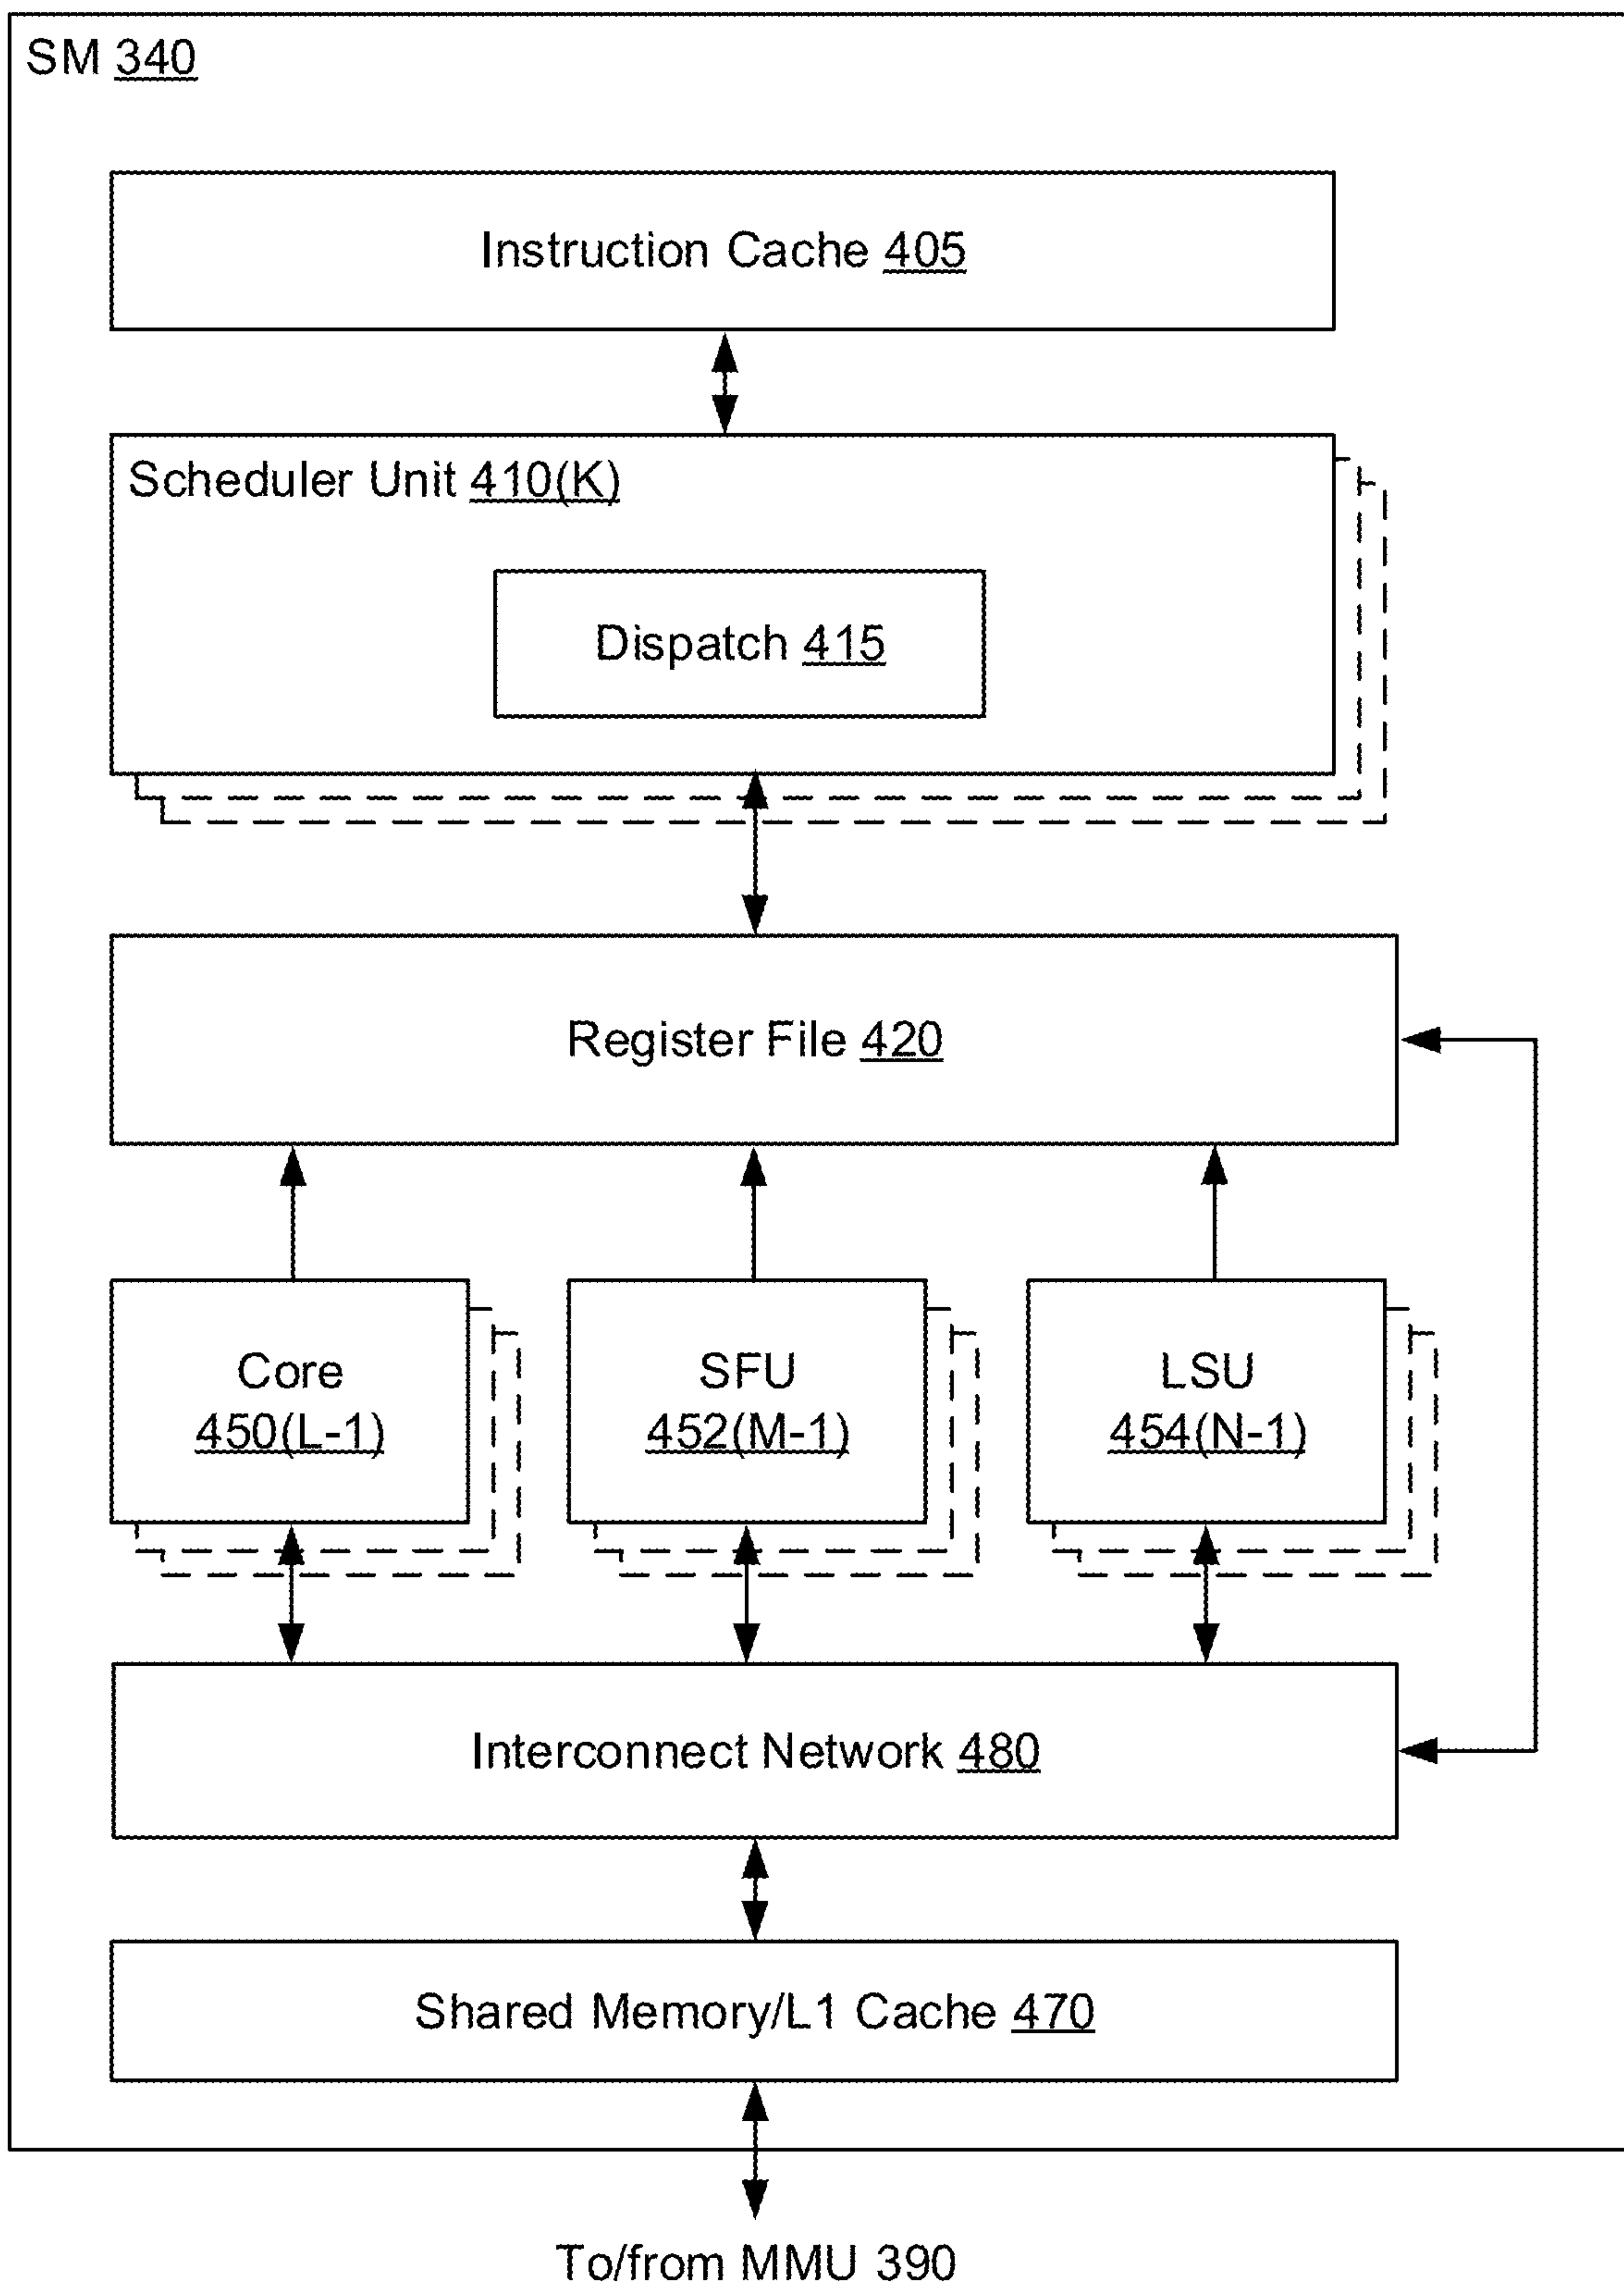 SM 340
Instruction Cache 405
Scheduler Unit 410(K)
Dispatch 415
Register File 420
Core
450(L-1)
SFU
452(M-1)
LSU
454(N-1)
Interconnect Network 480
Shared Memory/L1 Cache 470
To/from MMU 390